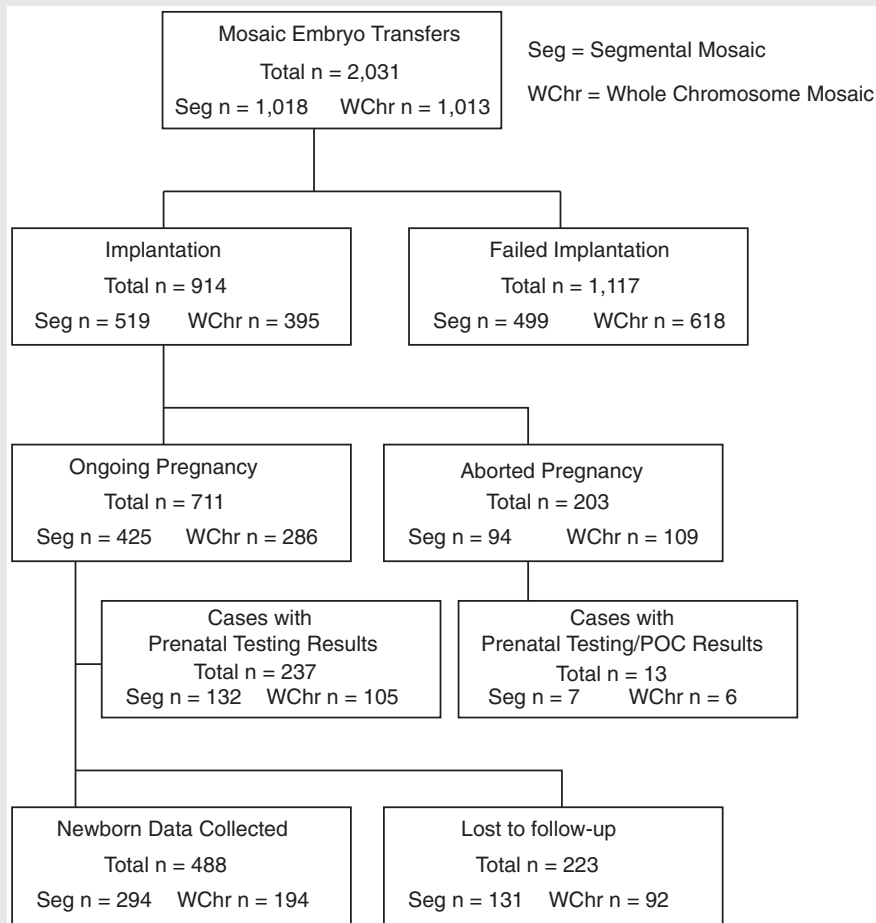 Mosaic Embryo Transfers
Total n = 2,031
Seg n = 1,018 WChr n = 1,013
Seg = Segmental Mosaic
WChr = Whole Chromosome Mosaic
Implantation
Total n = 914
Seg n = 519 WChr n = 395
Failed Implantation
Total n = 1,117
Seg n = 499 WChr n = 618
Ongoing Pregnancy
Total n = 711
Seg n = 425 WChr n = 286
Aborted Pregnancy
Total n = 203
Seg n = 94 WChr n = 109
Cases with
Prenatal Testing Results
Total n = 237
Seg n = 132 WChr n = 105
Cases with
Prenatal Testing/POC Results
Total n = 13
Seg n = 7 WChr n = 6
Newborn Data Collected
Total n = 488
Seg n = 294 WChr n = 194
Lost to follow-up
Total n = 223
Seg n = 131 WChr n = 92